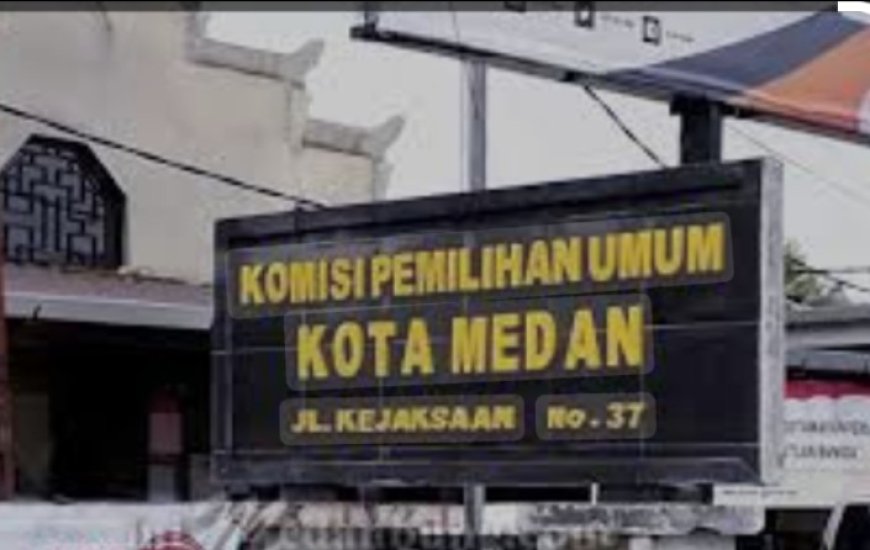 KOMISI PEMILIHAN UMUM
KOTA MEDAN
JL. KEJAKSAAN No. 37